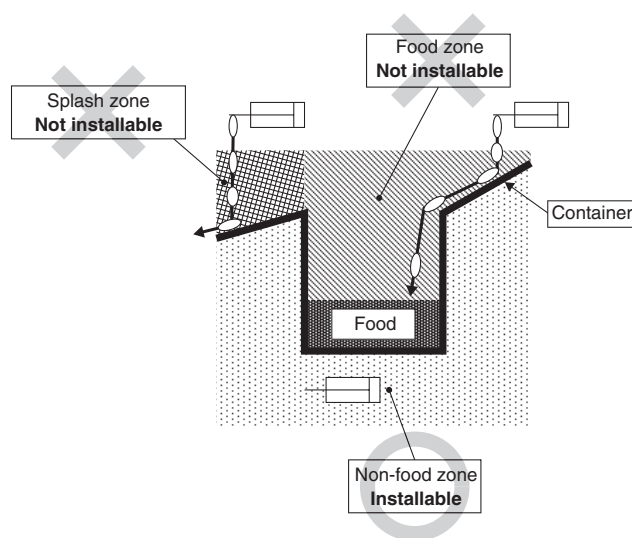 Food zone
Not installable
Splash zone
Not installable
Container
Food
Non-food zone
Installable